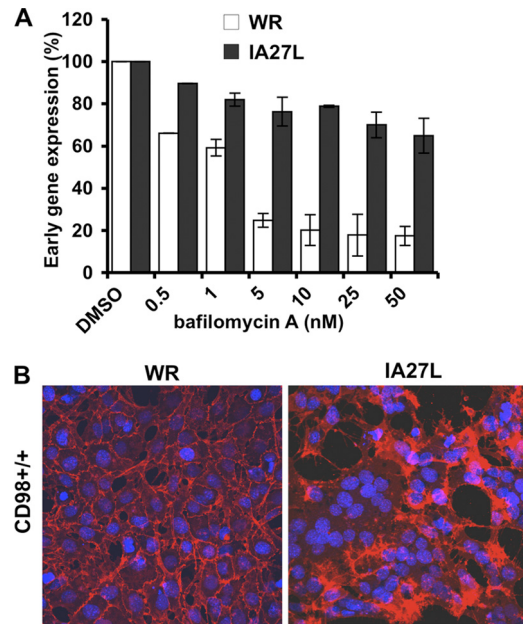 A
WR
IA27L
Early gene expression (%)
120
100
80
60
40
20
0
DMSO
0.5
1
5
10
25
50
bafilomycin A (nM)
B
WR
IA27L
CD98+/+